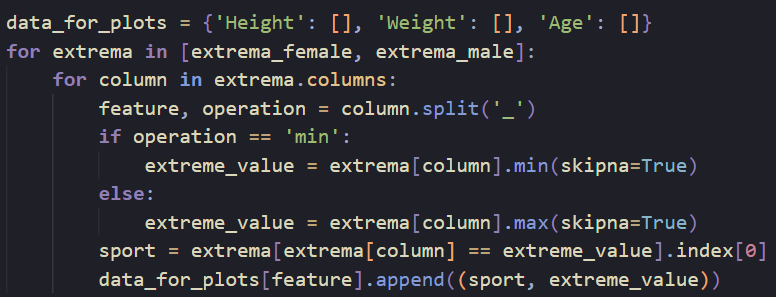 data_for_plots = {'Height': [], 'Weight': [], 'Age': []}
for extrema in [extrema_female, extrema_male]:
    for column in extrema.columns:
        feature, operation = column.split('_')
        if operation == 'min':
            extreme_value = extrema[column].min(skipna=True)
        else:
            extreme_value = extrema[column].max(skipna=True)
        sport = extrema[extrema[column] == extreme_value].index[0]
        data_for_plots[feature].append((sport, extreme_value))